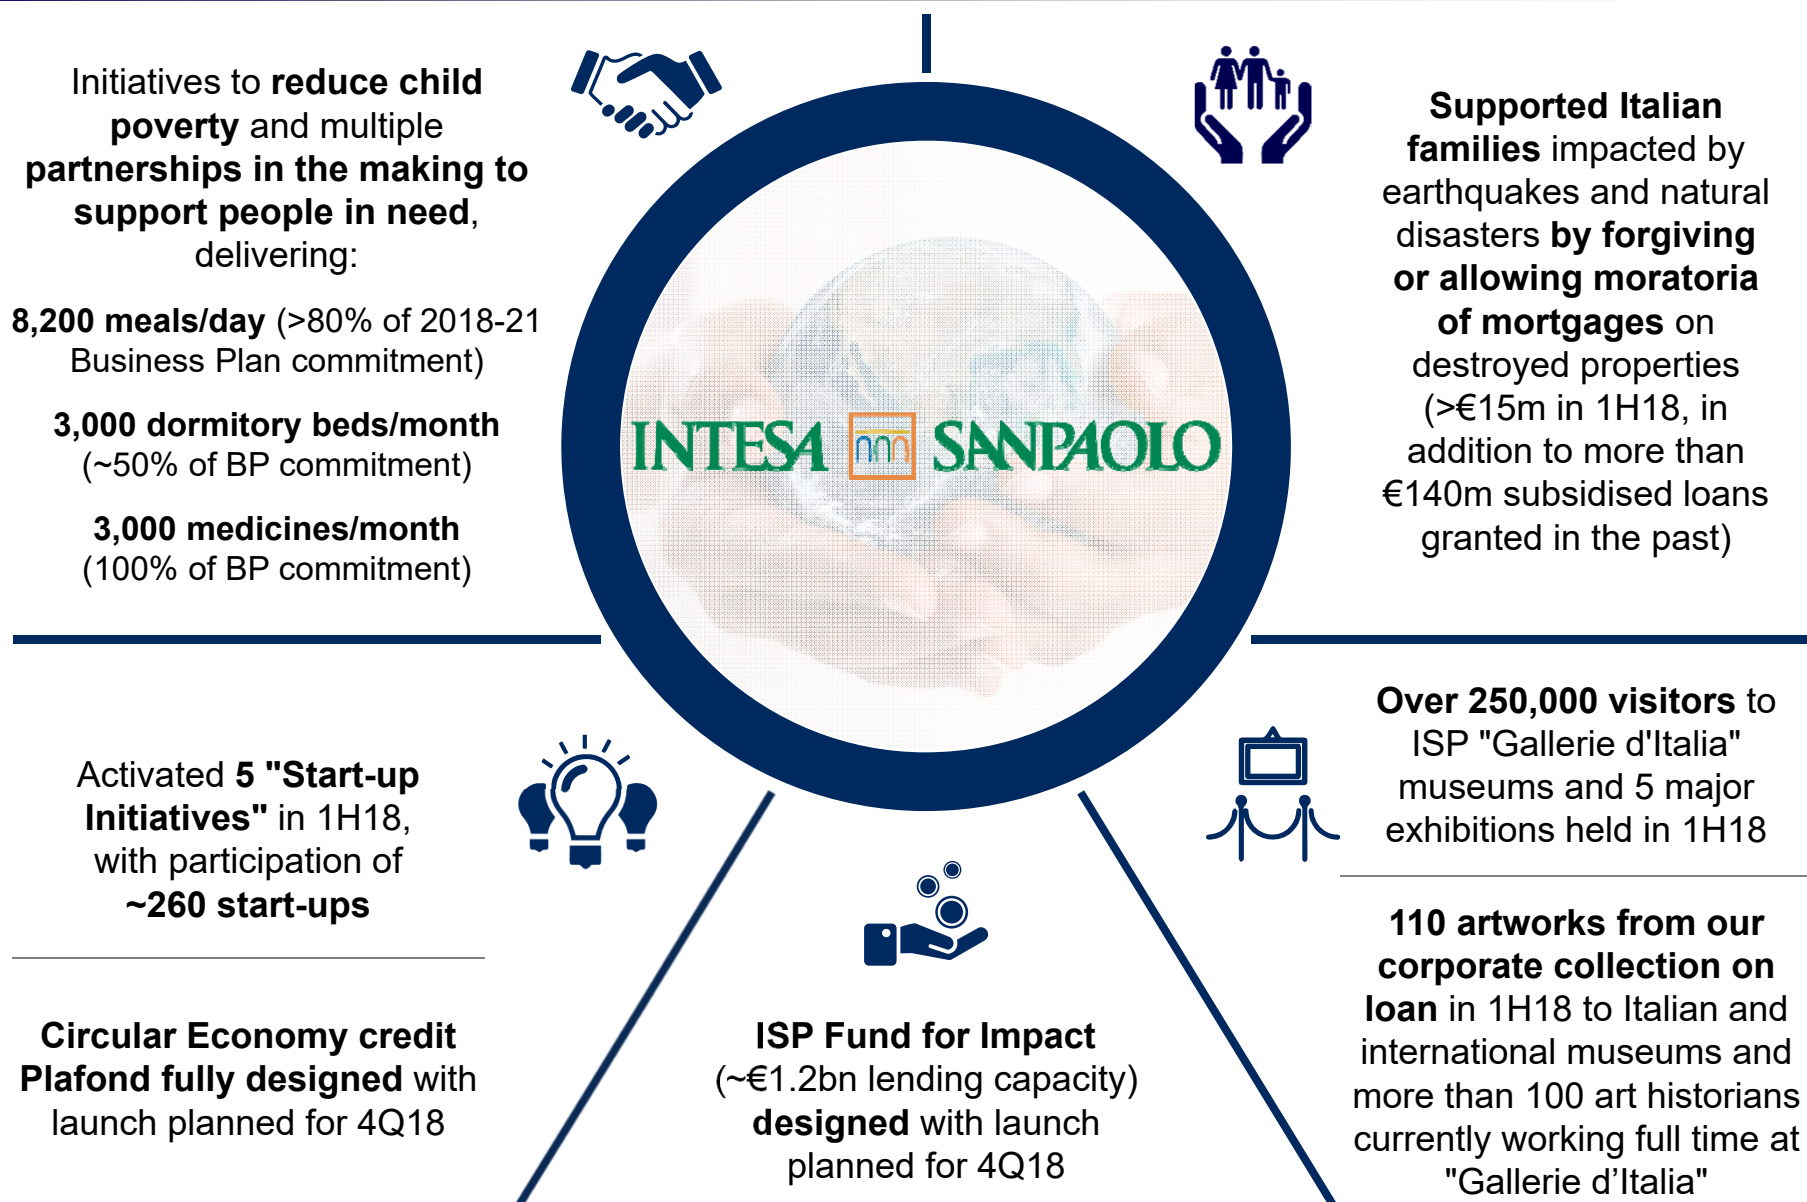 Initiatives to reduce child
poverty and multiple
partnerships in the making to
support people in need,
delivering:
8,200 meals/day (>80% of 2018-21
Business Plan commitment)
3,000 dormitory beds/month
(~50% of BP commitment)
3,000 medicines/month
(100% of BP commitment)
Supported Italian
families impacted by
earthquakes and natural
disasters by forgiving
or allowing moratoria
of mortgages on
destroyed properties
(>€15m in 1H18, in
addition to more than
€140m subsidised loans
granted in the past)
INTESA SANPAOLO
Activated 5 "Start-up
Initiatives" in 1H18,
with participation of
~260 start-ups
Circular Economy credit
Plafond fully designed with
launch planned for 4Q18
ISP Fund for Impact
(~€1.2bn lending capacity)
designed with launch
planned for 4Q18
Over 250,000 visitors to
ISP "Gallerie d'Italia"
museums and 5 major
exhibitions held in 1H18
110 artworks from our
corporate collection on
loan in 1H18 to Italian and
international museums and
more than 100 art historians
currently working full time at
"Gallerie d’Italia"